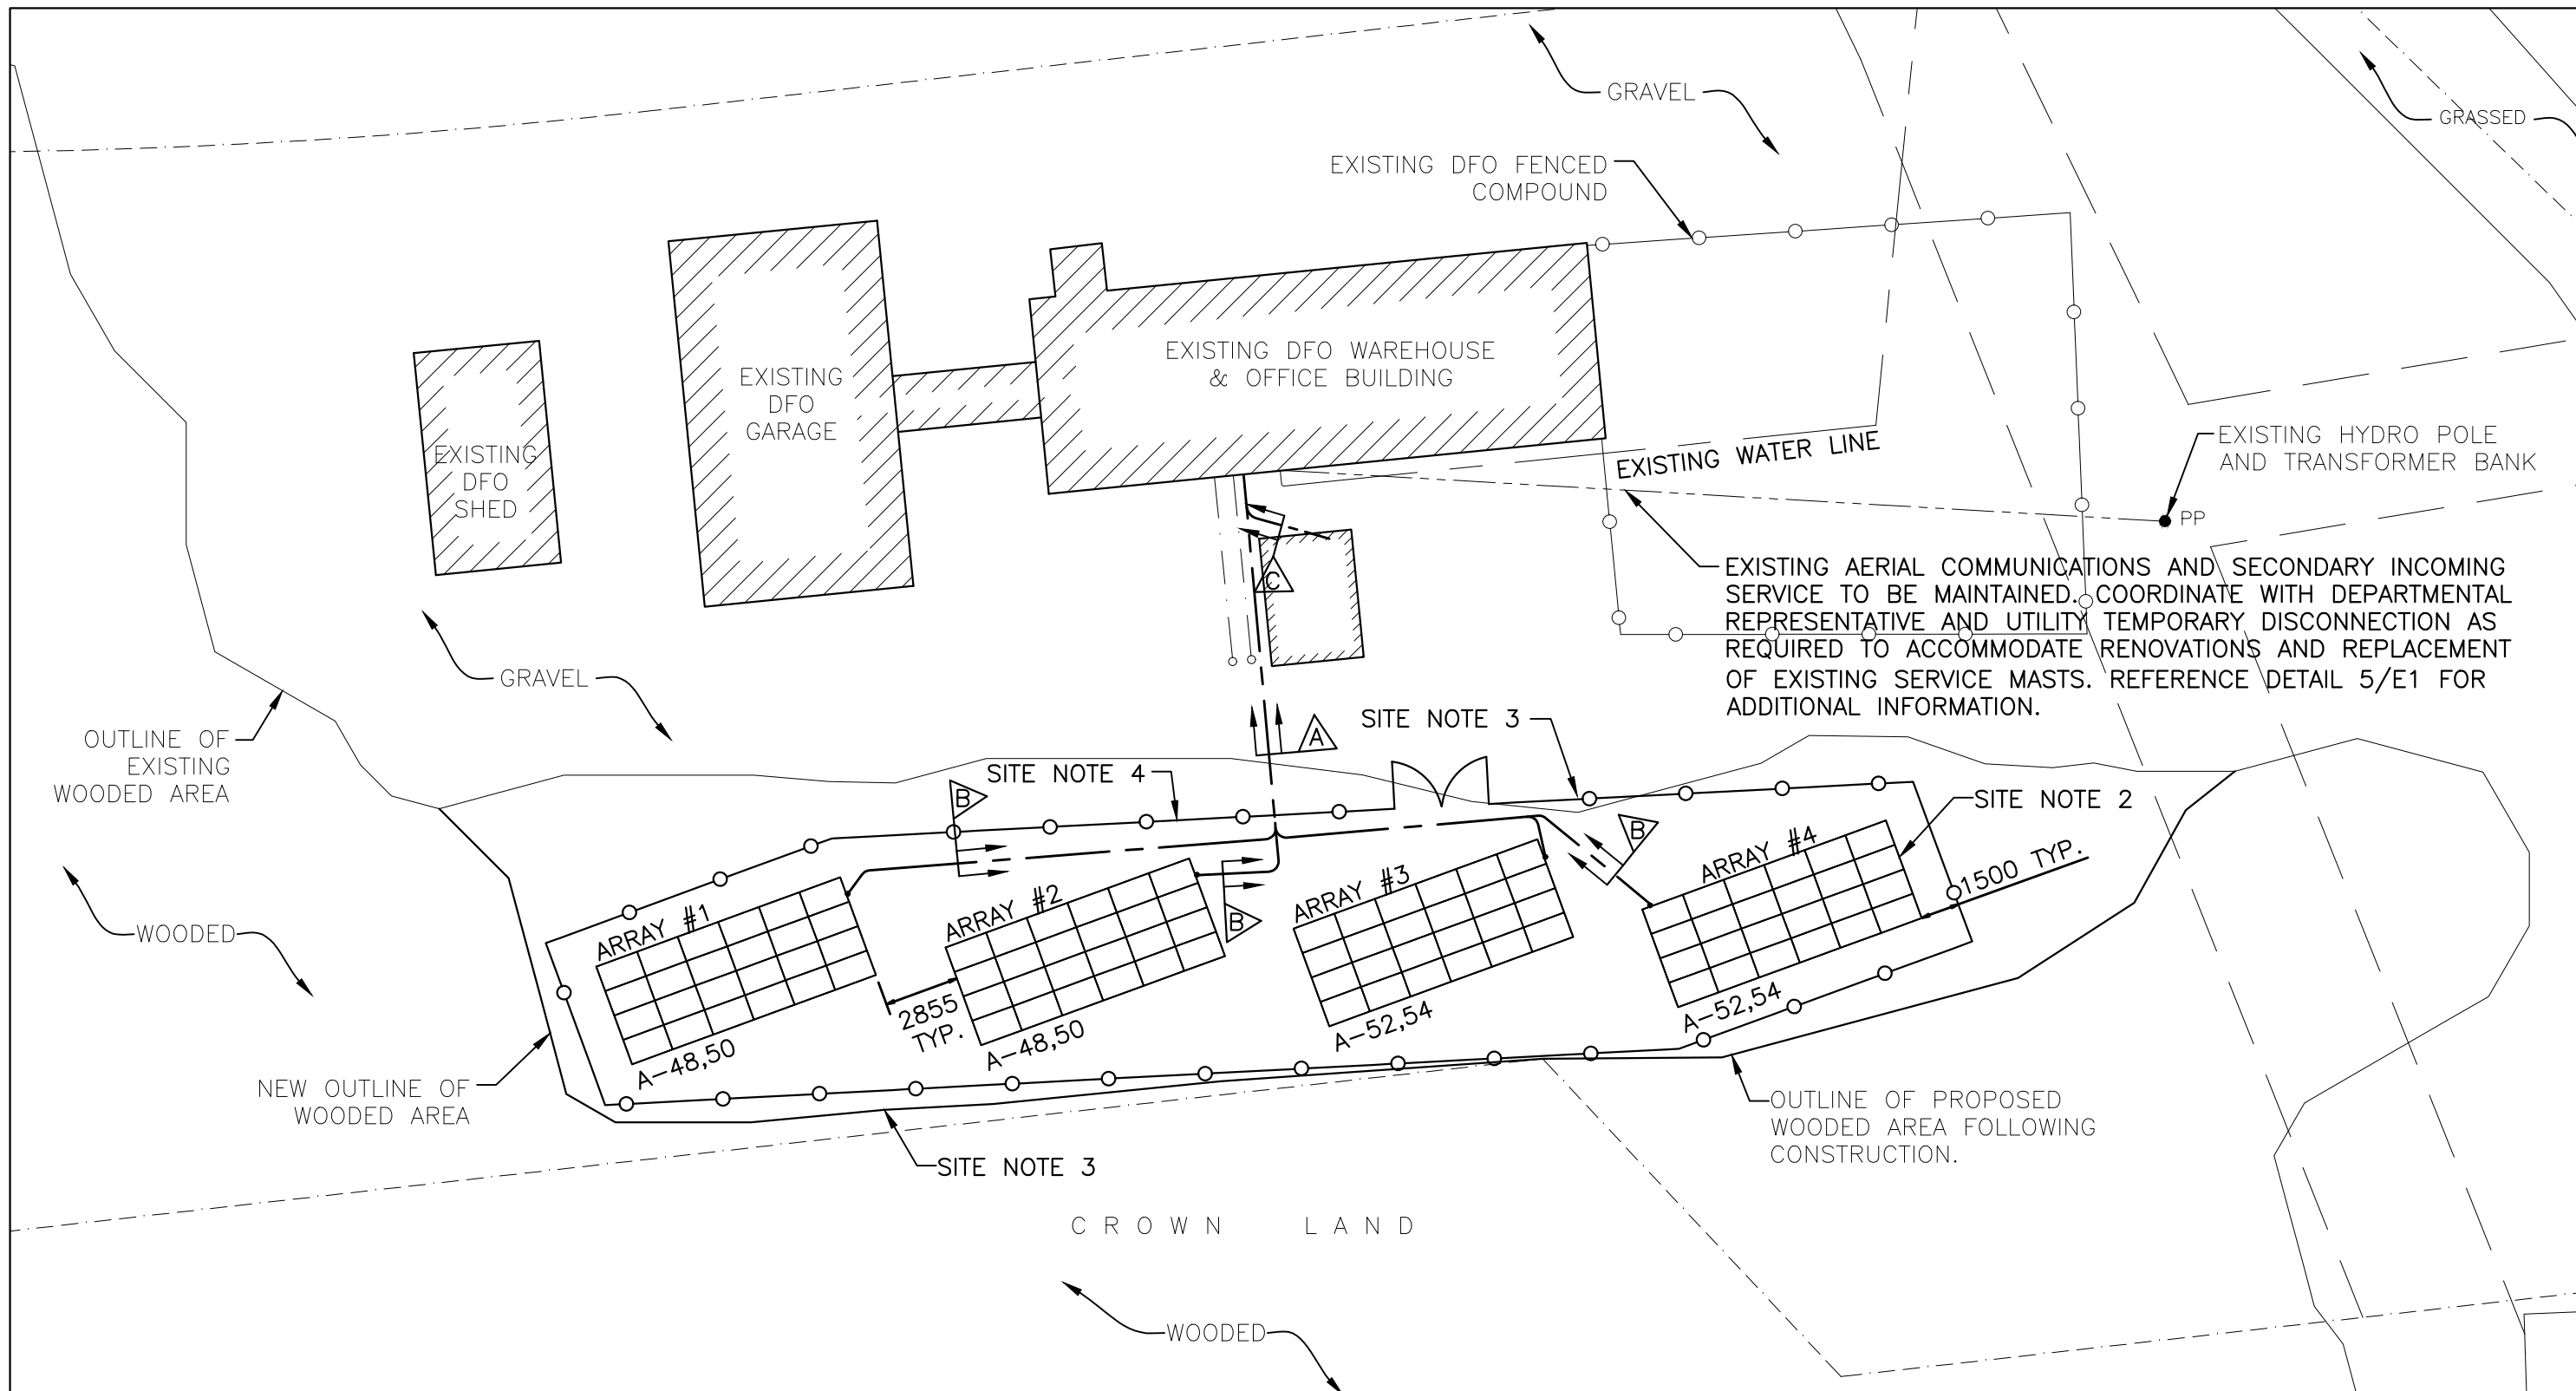 GRAVEL
GRASSED
EXISTING DFO FENCED
COMPOUND
EXISTING DFO WAREHOUSE
& OFFICE BUILDING
EXISTING
DFO
GARAGE
EXISTING
DFO
SHED
EXISTING WATER LINE
EXISTING HYDRO POLE
AND TRANSFORMER BANK
PP
EXISTING AERIAL COMMUNICATIONS AND SECONDARY INCOMING
SERVICE TO BE MAINTAINED. COORDINATE WITH DEPARTMENTAL
REPRESENTATIVE AND UTILITY TEMPORARY DISCONNECTION AS
REQUIRED TO ACCOMMODATE RENOVATIONS AND REPLACEMENT
OF EXISTING SERVICE MASTS. REFERENCE DETAIL 5/E1 FOR
ADDITIONAL INFORMATION.
C
GRAVEL
OUTLINE OF
EXISTING
WOODED AREA
SITE NOTE 3
A
SITE NOTE 4
B
SITE NOTE 2
B
ARRAY #1
ARRAY #2
ARRAY #3
ARRAY #4
1500 TYP.
B
WOODED
2855
TYP.
A-48,50
A-48,50
A-52,54
A-52,54
NEW OUTLINE OF
WOODED AREA
OUTLINE OF PROPOSED
WOODED AREA FOLLOWING
CONSTRUCTION.
SITE NOTE 3
CROWN LAND
WOODED